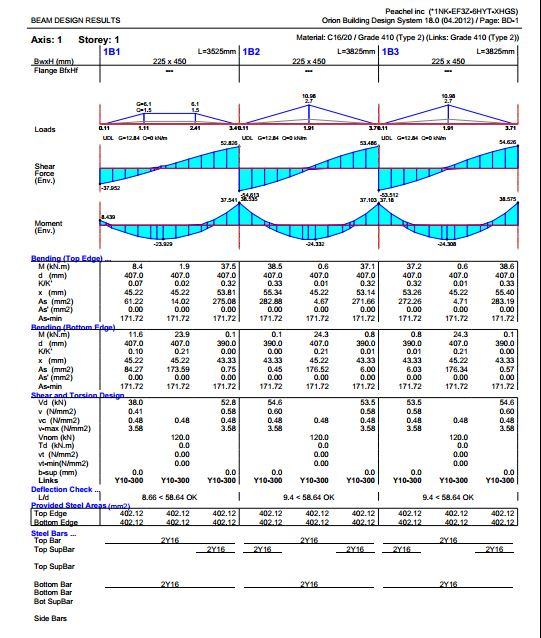 Peachel inc (*1NK-EF3Z-6HYT-XHGS)
BEAM DESIGN RESULTS Orion Building Design System 18.0 (04.2012) / Page: BD-1
Axis: 1 Storey: 1 Material: C16/20 / Grade 410 (Type 2) (Links: Grade 410 (Type 2))
1B1 L=3525mm 1B2 L=3825mm 1B3 L=3825mm
BwxH (mm) 225 x 450 225 x 450 225 x 450
Flange BfxHf --- --- ---
10.98 10.98
2.7 2.7
G=6.1 6.1
Q=1.5 1.5
Loads
0.11 1.11 2.41 1.91 1.91 3.71
UDL G=12.84 Q=0 kN/m UDL G=12.84 Q=0 kN/m UDL G=12.84 Q=0 kN/m
52.826 53.486 54.626
Shear
Force
(Env.)
-37.952 -54.613 -53.512
37.541 38.535 37.103 37.18 38.575
8.439
Moment
(Env.)
-23.929 -24.332 -24.308
Bending (Top Edge) ...
M (kN.m) 8.4 1.9 37.5 38.5 0.6 37.1 37.2 0.6 38.6
d (mm) 407.0 407.0 407.0 407.0 407.0 407.0 407.0 407.0 407.0
K/K' 0.07 0.02 0.32 0.33 0.01 0.32 0.32 0.01 0.33
x (mm) 45.22 45.22 53.81 55.34 45.22 53.14 53.26 45.22 55.40
As (mm2) 61.22 14.02 275.08 282.88 4.67 271.66 272.26 4.71 283.19
As' (mm2) 0.00 0.00 0.00 0.00 0.00 0.00 0.00 0.00 0.00
As-min 171.72 171.72 171.72 171.72 171.72 171.72 171.72 171.72 171.72
Bending (Bottom Edge)
M (kN.m) 11.6 23.9 0.1 0.1 24.3 0.8 0.8 24.3 0.1
d (mm) 407.0 407.0 390.0 390.0 407.0 390.0 390.0 407.0 390.0
K/K' 0.10 0.21 0.00 0.00 0.21 0.01 0.01 0.21 0.00
x (mm) 45.22 45.22 43.33 43.33 45.22 43.33 43.33 45.22 43.33
As (mm2) 84.27 173.59 0.75 0.45 176.52 6.00 6.03 176.34 0.57
As' (mm2) 0.00 0.00 0.00 0.00 0.00 0.00 0.00 0.00 0.00
As-min 171.72 171.72 171.72 171.72 171.72 171.72 171.72 171.72 171.72
Shear and Torsion Design
Vd (kN) 38.0 52.8 54.6 53.5 53.5 54.6
v (N/mm2) 0.41 0.58 0.60 0.58 0.58 0.60
vc (N/mm2) 0.48 0.48 0.48 0.48 0.48 0.48
v-max (N/mm2) 3.58 3.58 3.58 3.58 3.58 3.58
Vnom (kN) 120.0 120.0 120.0
Td (kN.m) 0.0 0.0 0.0
vt (N/mm2) 0.00 0.00 0.00
vt-min(N/mm2) 0.00 0.00 0.00
b-sup (mm) 0.0 0.0 0.0 0.0 0.0 0.0
Links Y10-300 Y10-300 Y10-300 Y10-300 Y10-300 Y10-300 Y10-300 Y10-300 Y10-300
Deflection Check ...
L/d 8.66 < 58.64 OK 9.4 < 58.64 OK 9.4 < 58.64 OK
Provided Steel Areas (mm2)
Top Edge 402.12 402.12 402.12 402.12 402.12 402.12 402.12 402.12 402.12
Bottom Edge 402.12 402.12 402.12 402.12 402.12 402.12 402.12 402.12 402.12
Steel Bars ...
Top Bar 2Y16 2Y16 2Y16
Top SupBar 2Y16 2Y16 2Y16 2Y16 2Y16
Top SupBar
Bottom Bar 2Y16 2Y16 2Y16
Bottom Bar
Bot SupBar
Side Bars